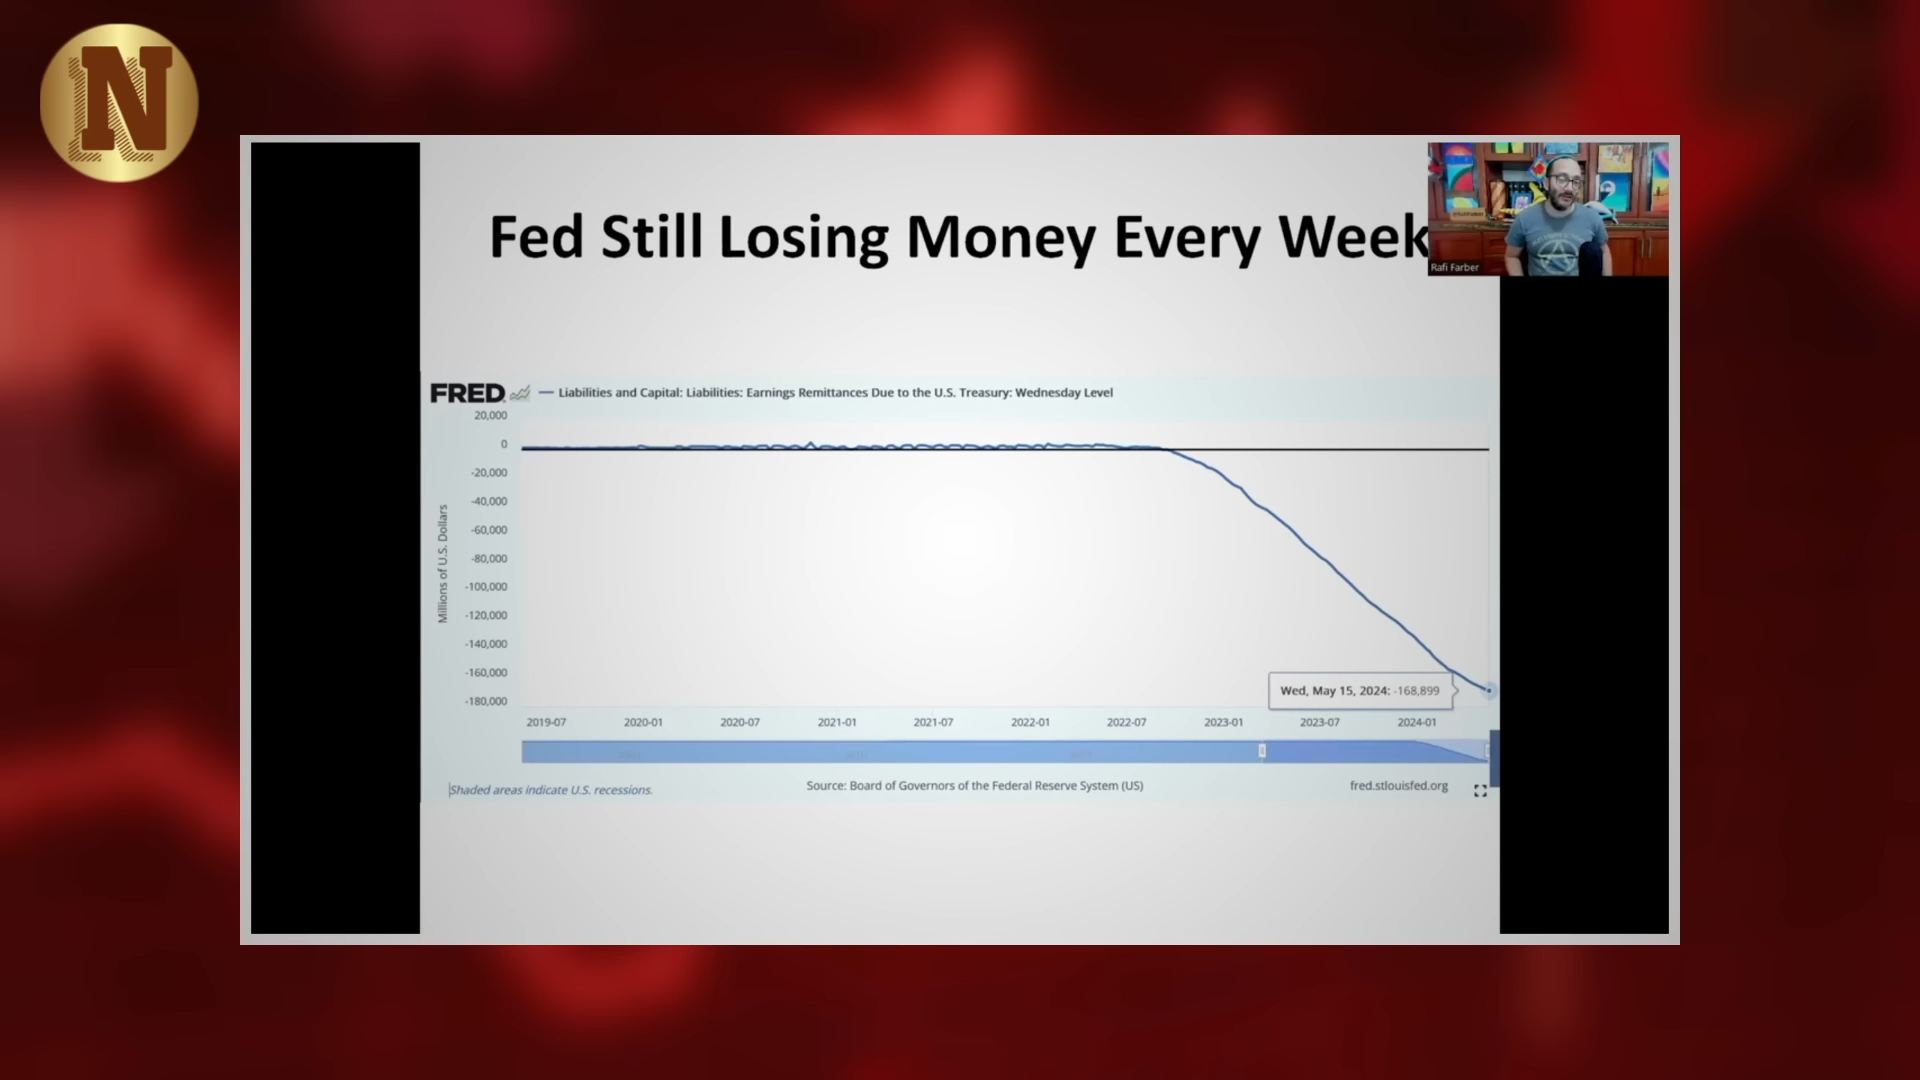 N
Fed Still Losing Money Every Week
Rafi Farber
FRED
Liabilities and Capital: Liabilities: Earnings Remittances Due to the U.S. Treasury: Wednesday Level
20,000
0
-20,000
-40,000
-60,000
-80,000
-100,000
-120,000
-140,000
-160,000
-180,000
Millions of U.S. Dollars
Wed, May 15, 2024: -168,899
2019-07 2020-01 2020-07 2021-01 2021-07 2022-01 2022-07 2023-01 2023-07 2024-01
Shaded areas indicate U.S. recessions.
Source: Board of Governors of the Federal Reserve System (US)
fred.stlouisfed.org